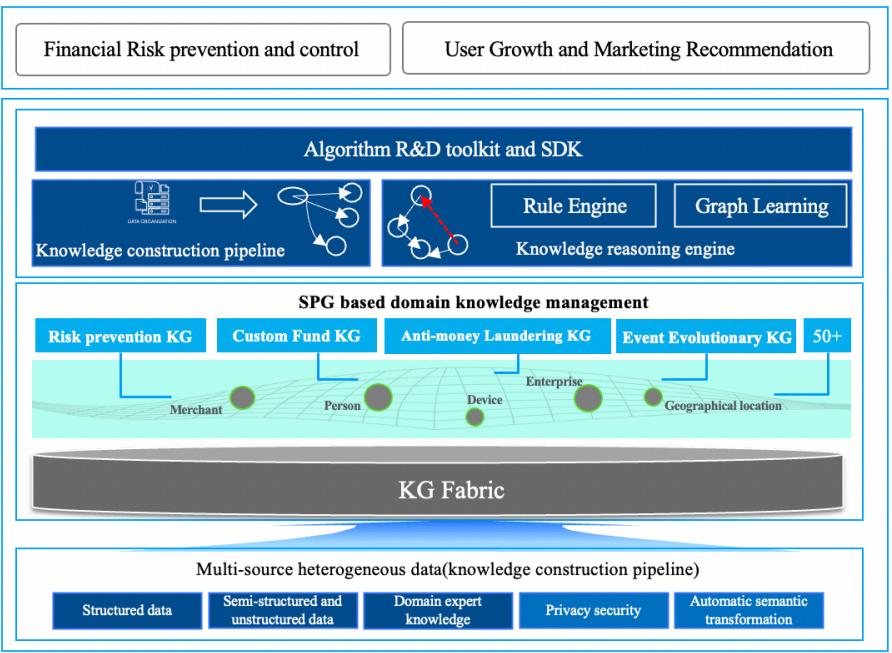 Financial Risk prevention and control
User Growth and Marketing Recommendation
Algorithm R&D toolkit and SDK
DATA ORGANIZATION
Knowledge construction pipeline
Rule Engine
Graph Learning
Knowledge reasoning engine
SPG based domain knowledge management
Risk prevention KG
Custom Fund KG
Anti-money Laundering KG
Event Evolutionary KG
50+
Merchant
Person
Device
Enterprise
Geographical location
KG Fabric
Multi-source heterogeneous data(knowledge construction pipeline)
Structured data
Semi-structured and
unstructured data
Domain expert
knowledge
Privacy security
Automatic semantic
transformation